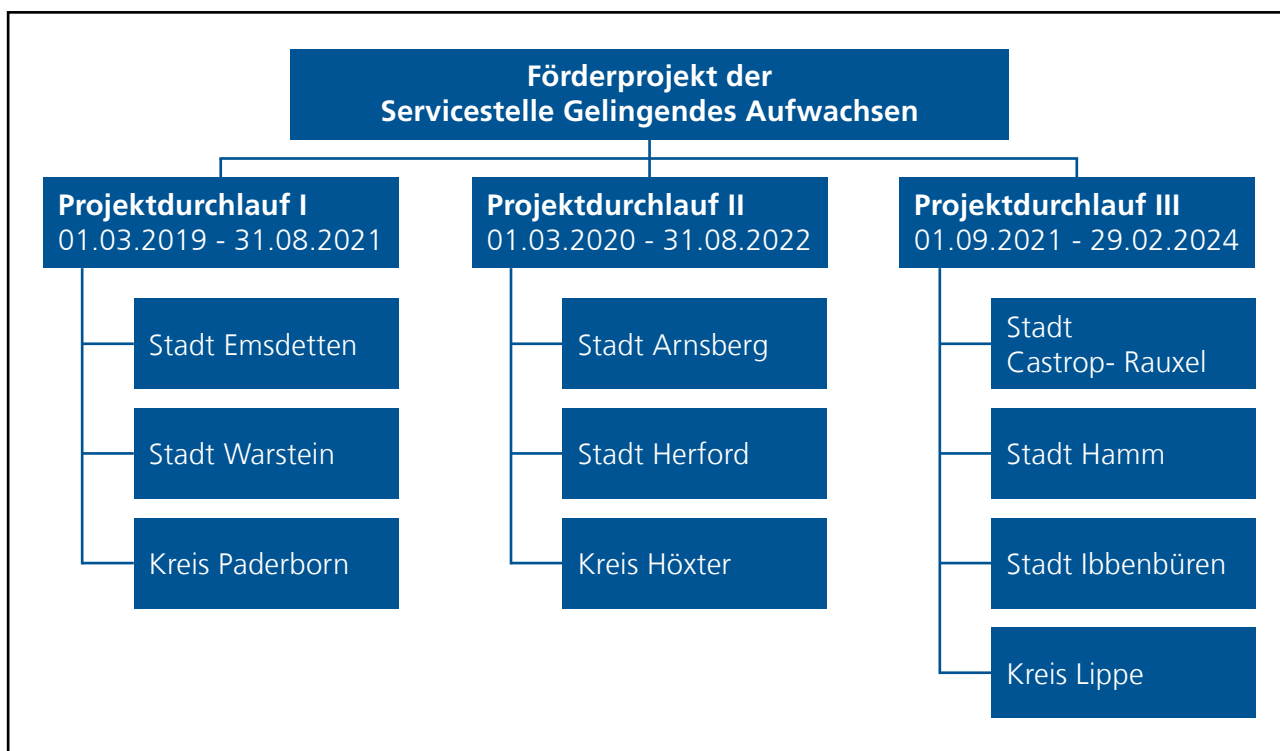 Förderprojekt der
Servicestelle Gelingendes Aufwachsen
Projektdurchlauf I
01.03.2019 - 31.08.2021
Stadt Emsdetten
Stadt Warstein
Kreis Paderborn
Projektdurchlauf II
01.03.2020 - 31.08.2022
Stadt Arnsberg
Stadt Herford
Kreis Höxter
Projektdurchlauf III
01.09.2021 - 29.02.2024
Stadt
Castrop- Rauxel
Stadt Hamm
Stadt Ibbenbüren
Kreis Lippe